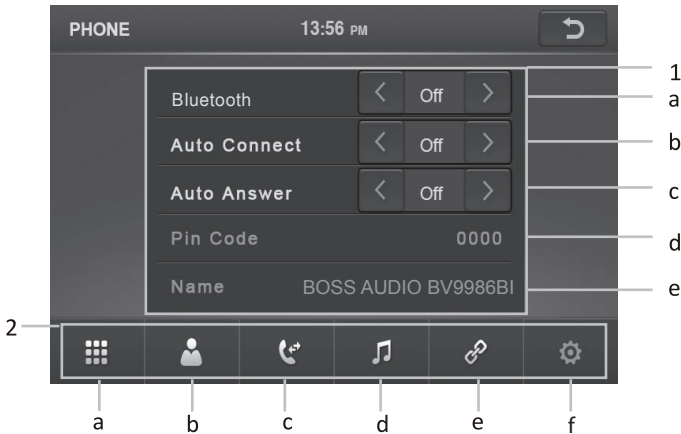 PHONE 13:56 PM
1
Bluetooth Off a
Auto Connect Off b
Auto Answer Off c
Pin Code 0000 d
Name BOSS AUDIO BV9986BI e
2
a b c d e f